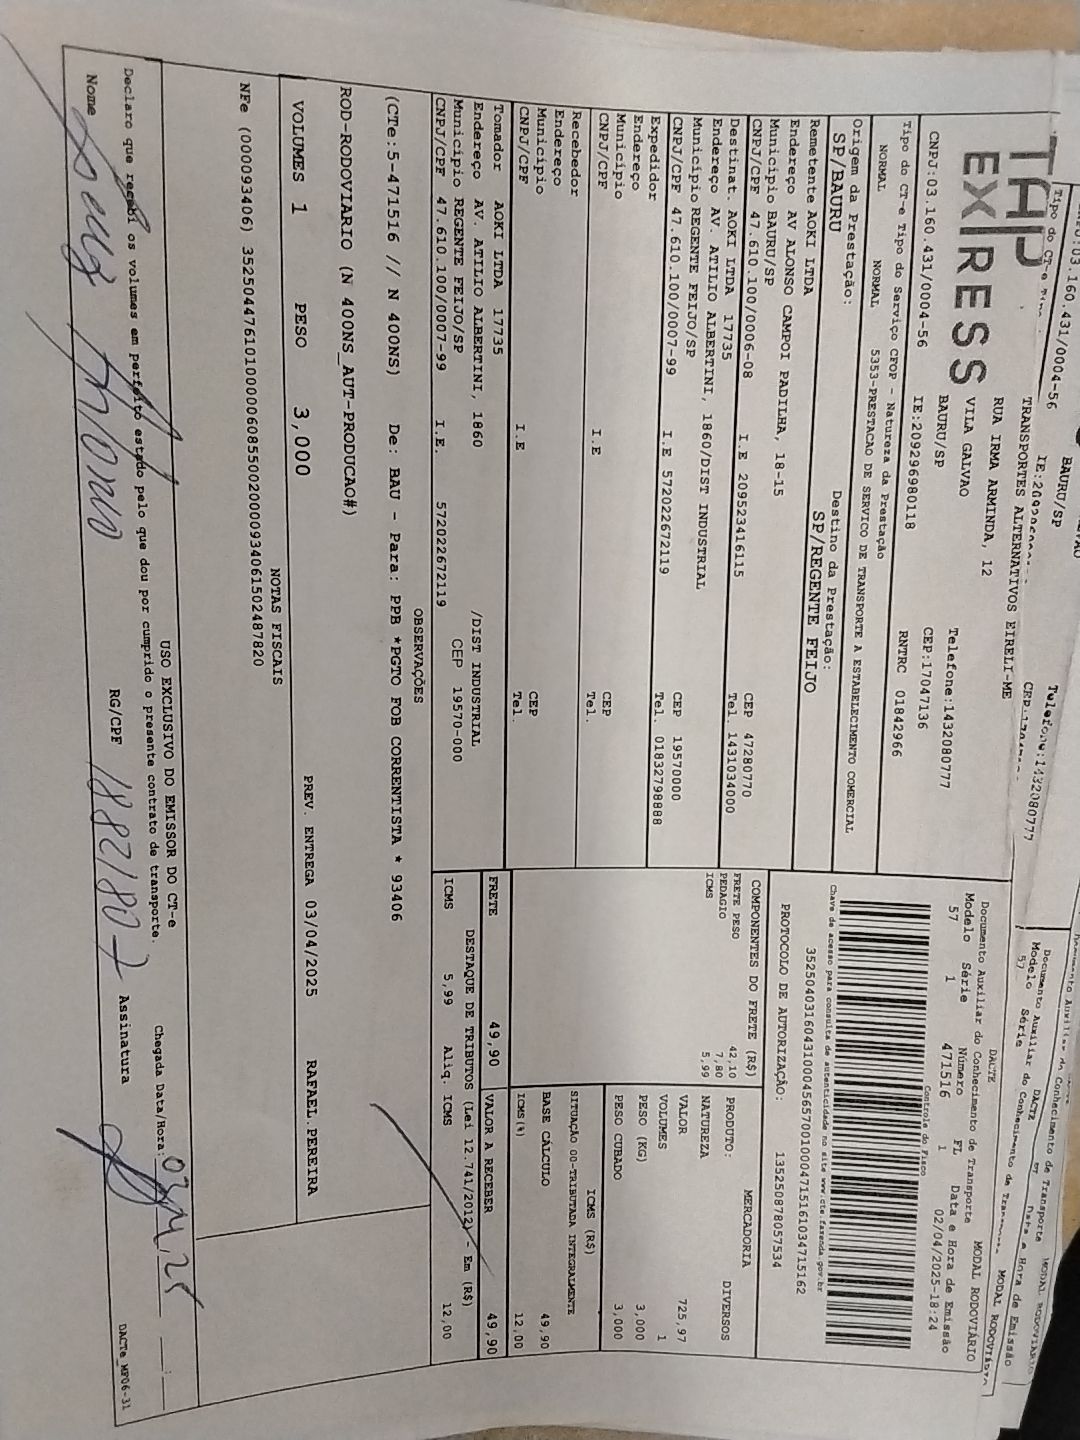 TAP
EX|RESS
TRANSPORTES ALTERNATIVOS EIRELI-ME
RUA IRMA ARMINDA, 12
VILA GALVAO Telefone:1432080777
BAURU/SP CEP:17047136
CNPJ:03.160.431/0004-56 IE:209296980118 RNTRC 01842966
DACTE MODAL RODOVIÁRIO
Documento Auxiliar do Conhecimento de Transporte
Modelo Série Número FL Data e Hora de Emissão
57 1 471516 1 02/04/2025-18:24
Controle do Fisco
Tipo do CT-e Tipo do Serviço CFOP - Natureza da Prestação
NORMAL NORMAL 5353-PRESTACAO DE SERVICO DE TRANSPORTE A ESTABELECIMENTO COMERCIAL
Chave de acesso para consulta de autenticidade no site www.cte.fazenda.gov.br
35250403160431000456570010004715161034715162
PROTOCOLO DE AUTORIZAÇÃO: 135250878057534
Origem da Prestação: Destino da Prestação:
SP/BAURU SP/REGENTE FEIJO
Remetente AOKI LTDA
Endereço AV ALONSO CAMPOI PADILHA, 18-15
Município BAURU/SP CEP 47280770
CNPJ/CPF 47.610.100/0006-08 I.E 209523416115 Tel. 1431034000
Destinat. AOKI LTDA 17735
Endereço AV. ATILIO ALBERTINI, 1860/DIST INDUSTRIAL
Município REGENTE FEIJO/SP CEP 19570000
CNPJ/CPF 47.610.100/0007-99 I.E 572022672119 Tel. 01832798888
Expedidor
Endereço
Município CEP
CNPJ/CPF I.E Tel.
Recebedor
Endereço
Município CEP
CNPJ/CPF I.E Tel.
Tomador AOKI LTDA 17735
Endereço AV. ATILIO ALBERTINI, 1860 /DIST INDUSTRIAL
Município REGENTE FEIJO/SP CEP 19570-000
CNPJ/CPF 47.610.100/0007-99 I.E. 572022672119
COMPONENTES DO FRETE (R$)
FRETE PESO 42,10
PEDAGIO 7,80
ICMS 5,99
MERCADORIA
PRODUTO: DIVERSOS
NATUREZA
VALOR 725,97
VOLUMES 1
PESO (KG) 3,000
PESO CUBADO 3,000
ICMS (R$)
SITUAÇÃO 00-TRIBUTADA INTEGRALMENTE
BASE CÁLCULO 49,90
ICMS(%) 12,00
FRETE 49,90 VALOR A RECEBER 49,90
DESTAQUE DE TRIBUTOS (Lei 12.741/2012) - Em (R$)
ICMS 5,99 Aliq. ICMS 12,00
OBSERVAÇÕES
(CTe:5-471516 // N 400NS) De: BAU - Para: PPB *PGTO FOB CORRENTISTA * 93406
ROD-RODOVIARIO (N 400NS_AUT-PRODUCAO#)
VOLUMES 1 PESO 3,000 PREV. ENTREGA 03/04/2025 RAFAEL.PEREIRA
NOTAS FISCAIS
NFe (000093406) 35250447610100000608550020000934061502487820
USO EXCLUSIVO DO EMISSOR DO CT-e
Declaro que recebi os volumes em perfeito estado pelo que dou por cumprido o presente contrato de transporte. Chegada Data/Hora: :
Nome RG/CPF Assinatura
DACTe_MF06-31